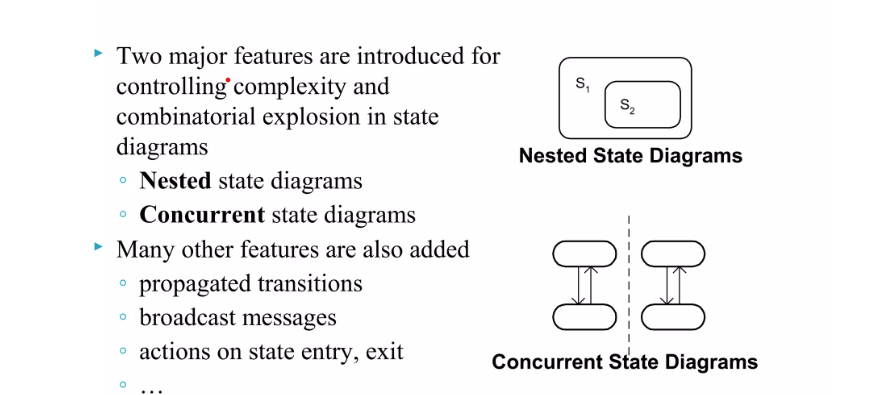 Two major features are introduced for
controlling complexity and
combinatorial explosion in state
diagrams
Nested state diagrams
Concurrent state diagrams
Many other features are also added
propagated transitions
broadcast messages
actions on state entry, exit
…
S1
S2
Nested State Diagrams
Concurrent State Diagrams